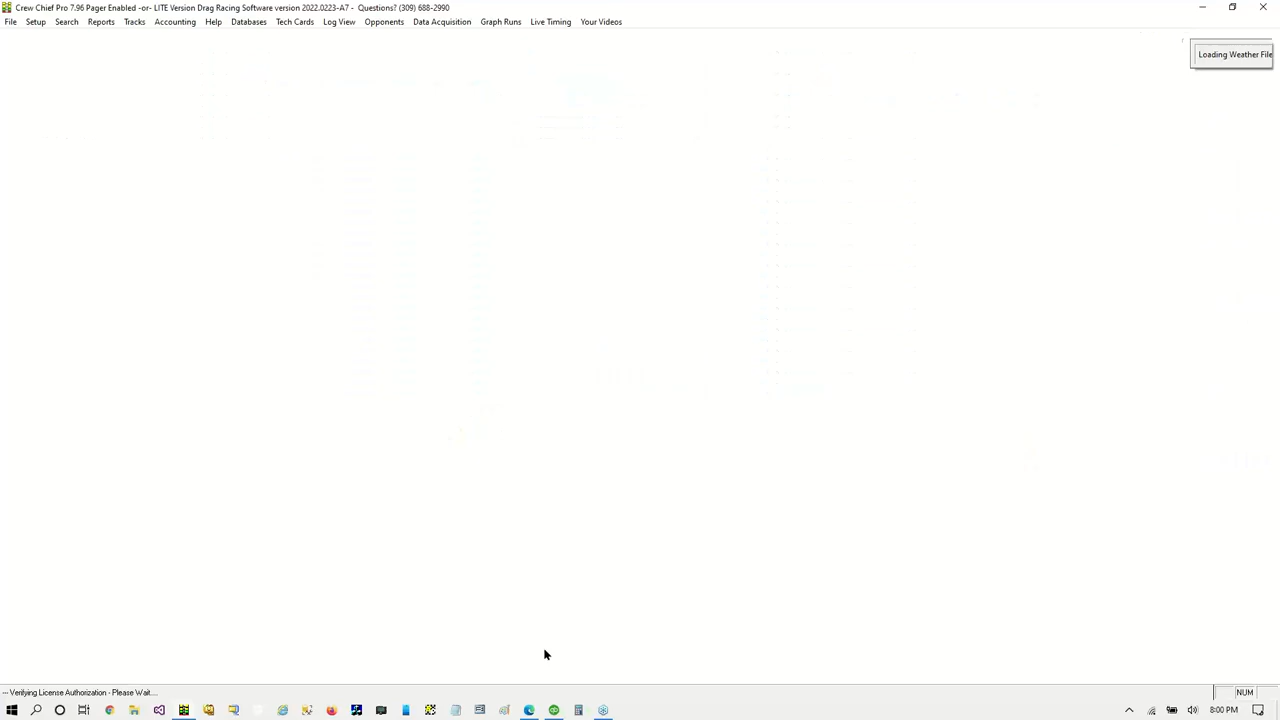 Crew Chief Pro 7.96 Pager Enabled -or- LITE Version Drag Racing Software version 2022.0223-A7 - Questions? (309) 688-2990
File Setup Search Reports Tracks Accounting Help Databases Tech Cards Log View Opponents Data Acquisition Graph Runs Live Timing Your Videos
Loading Weather File
--- Verifying License Authorization - Please Wait....
NUM
8:00 PM